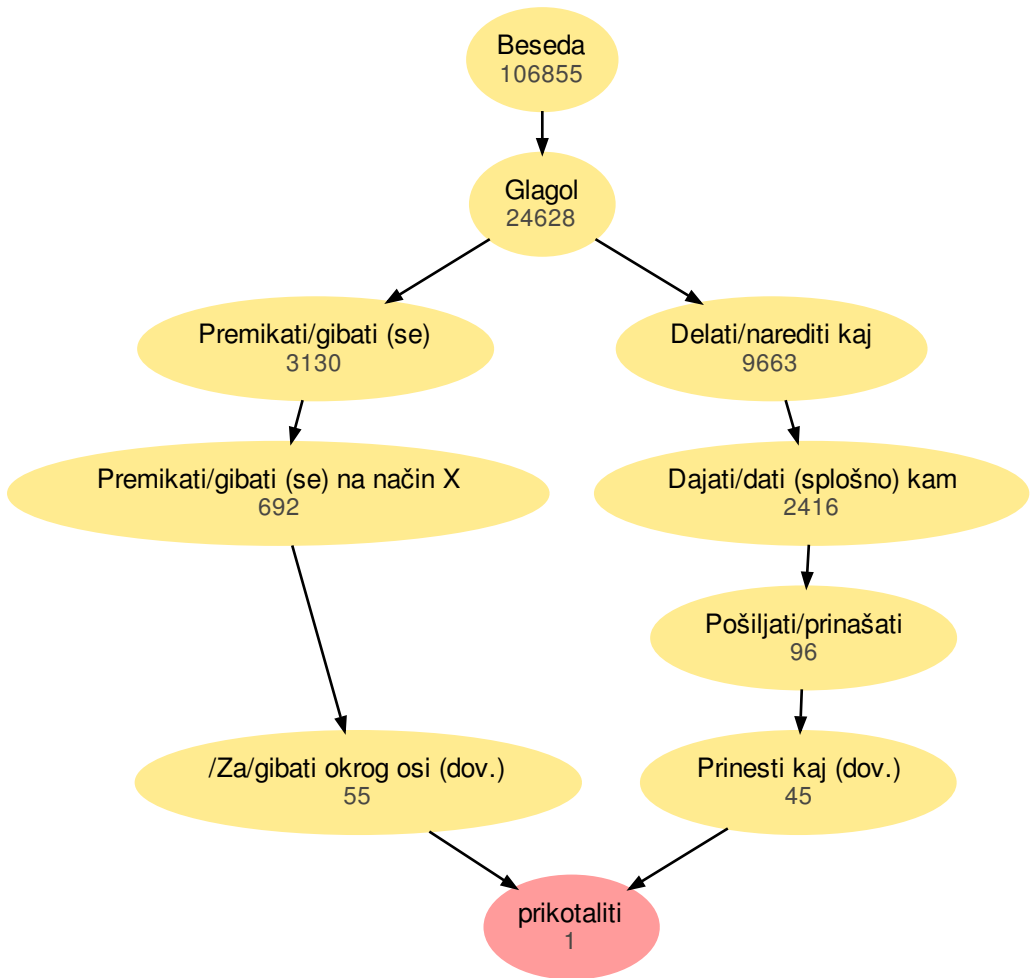 Beseda
106855
Glagol
24628
Premikati/gibati (se)
3130
Delati/narediti kaj
9663
Premikati/gibati (se) na način X
692
Dajati/dati (splošno) kam
2416
Pošiljati/prinašati
96
/Za/gibati okrog osi (dov.)
55
Prinesti kaj (dov.)
45
prikotaliti
1